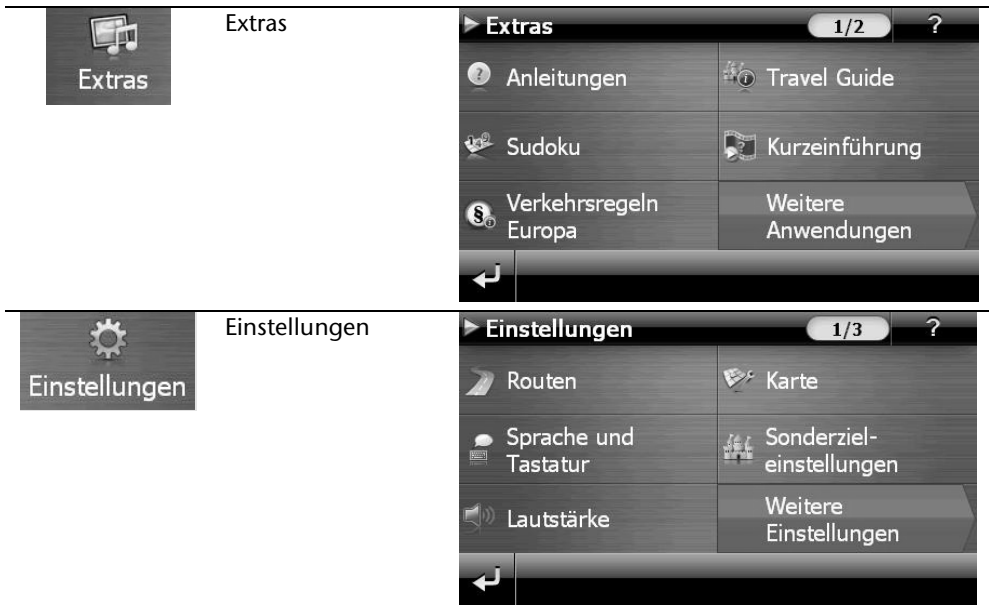 Extras
Extras
Extras 1/2 ?
Anleitungen
Travel Guide
Sudoku
Kurzeinführung
Verkehrsregeln
Europa
Weitere
Anwendungen
Einstellungen
Einstellungen
Einstellungen 1/3 ?
Routen
Karte
Sprache und
Tastatur
Sonderziel-
einstellungen
Lautstärke
Weitere
Einstellungen